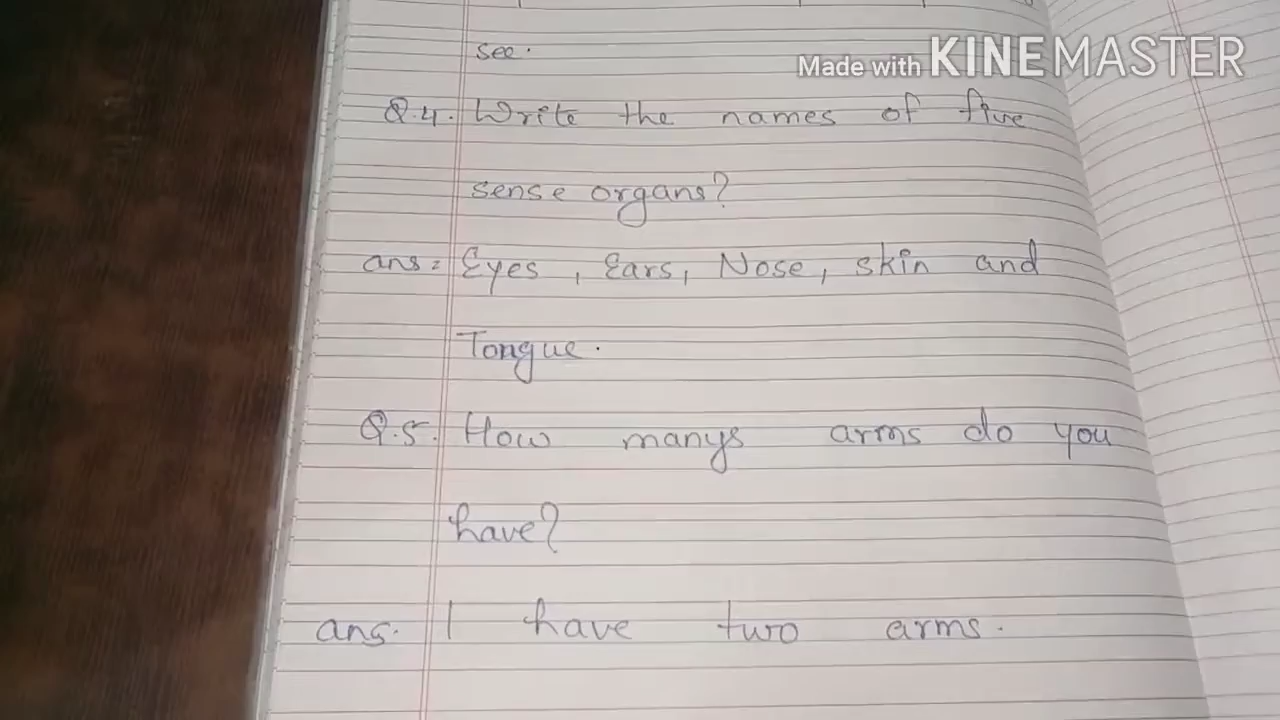 see.
Made with KINEMASTER
Q.4. Write the names of five
sense organs?
ans = Eyes, Ears, Nose, skin and
Tongue.
Q.5. How manys arms do you
have?
ans. I have two arms.